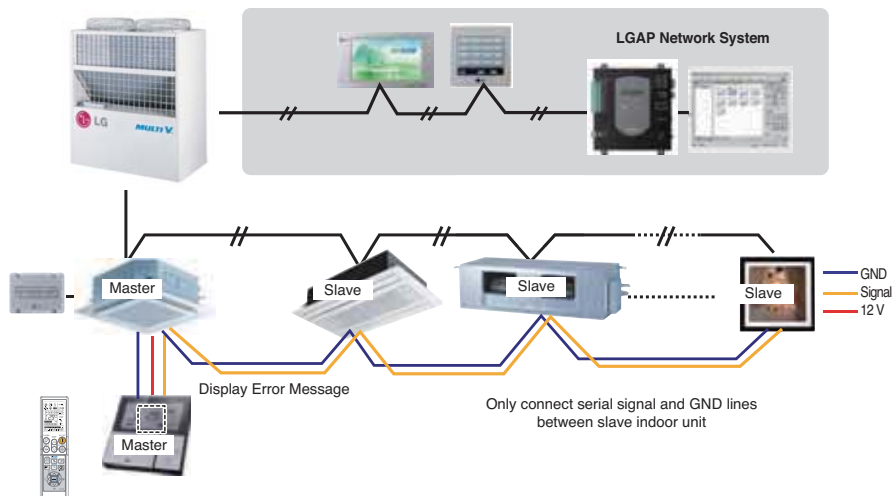 LGAP Network System
LG
MULTI V
Master
Slave
Slave
Slave
GND
Signal
12 V
Display Error Message
Only connect serial signal and GND lines
between slave indoor unit
Master